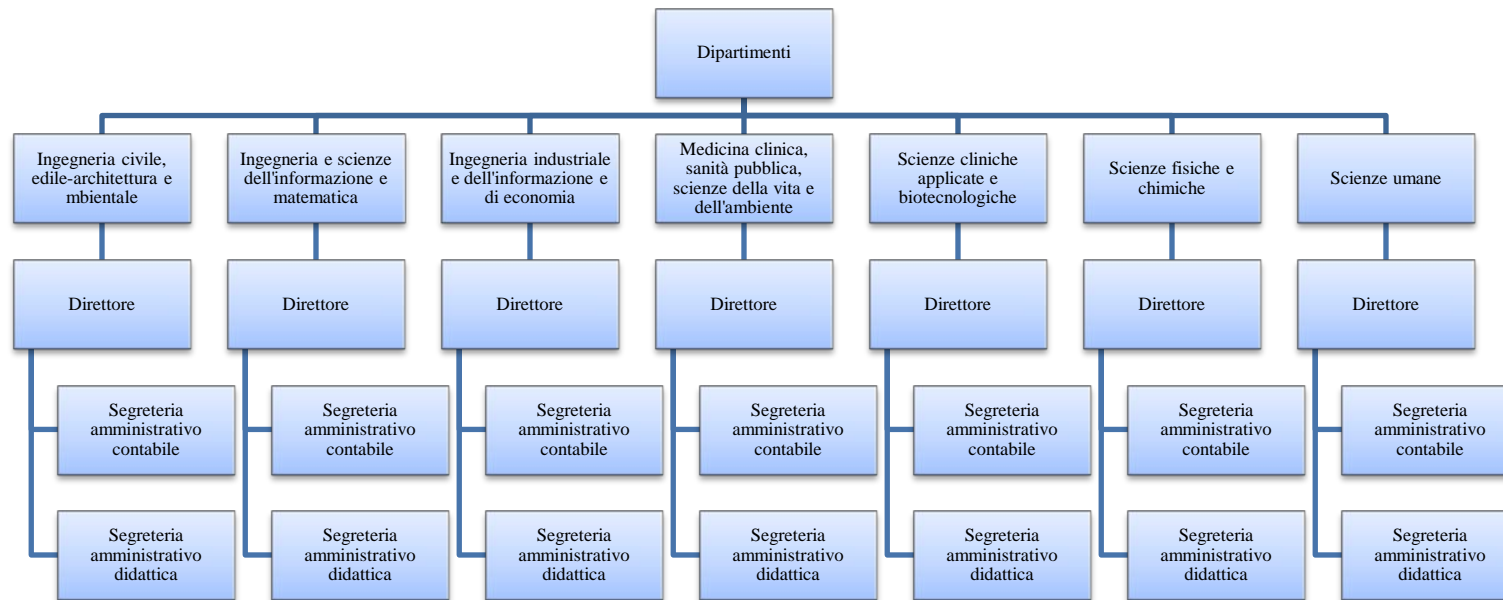 Dipartimenti
Ingegneria civile,
edile-architettura e
mbientale
Ingegneria e scienze
dell'informazione e
matematica
Ingegneria industriale
e dell'informazione e
di economia
Medicina clinica,
sanità pubblica,
scienze della vita e
dell'ambiente
Scienze cliniche
applicate e
biotecnologiche
Scienze fisiche e
chimiche
Scienze umane
Direttore
Direttore
Direttore
Direttore
Direttore
Direttore
Direttore
Segreteria
amministrativo
contabile
Segreteria
amministrativo
contabile
Segreteria
amministrativo
contabile
Segreteria
amministrativo
contabile
Segreteria
amministrativo
contabile
Segreteria
amministrativo
contabile
Segreteria
amministrativo
contabile
Segreteria
amministrativo
didattica
Segreteria
amministrativo
didattica
Segreteria
amministrativo
didattica
Segreteria
amministrativo
didattica
Segreteria
amministrativo
didattica
Segreteria
amministrativo
didattica
Segreteria
amministrativo
didattica